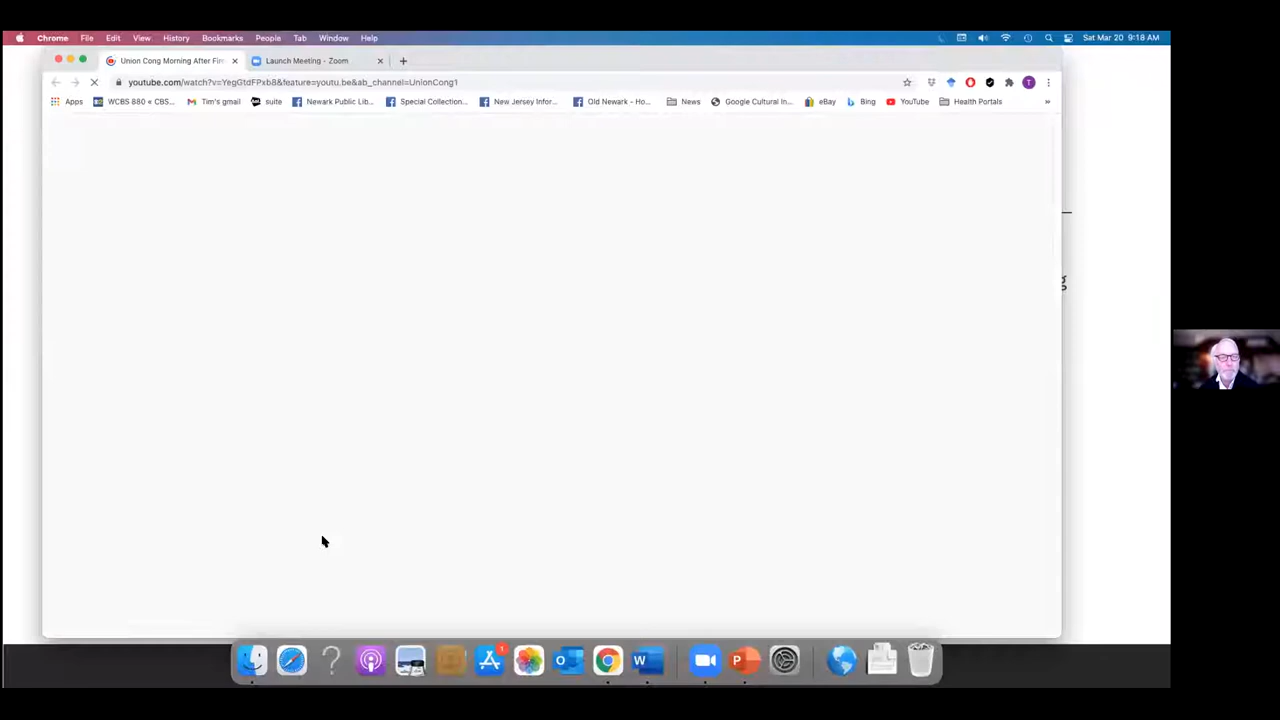 Chrome File Edit View History Bookmarks People Tab Window Help Sat Mar 20 9:18 AM
Union Cong Morning After Fire Launch Meeting - Zoom
youtube.com/watch?v=YegGtdFPxb8&feature=youtu.be&ab_channel=UnionCong1 T
Apps WCBS 880 « CBS... Tim's gmail suite Newark Public Lib... Special Collection... New Jersey Infor... Old Newark - Ho... News Google Cultural In... eBay Bing YouTube Health Portals »
g
1
W P